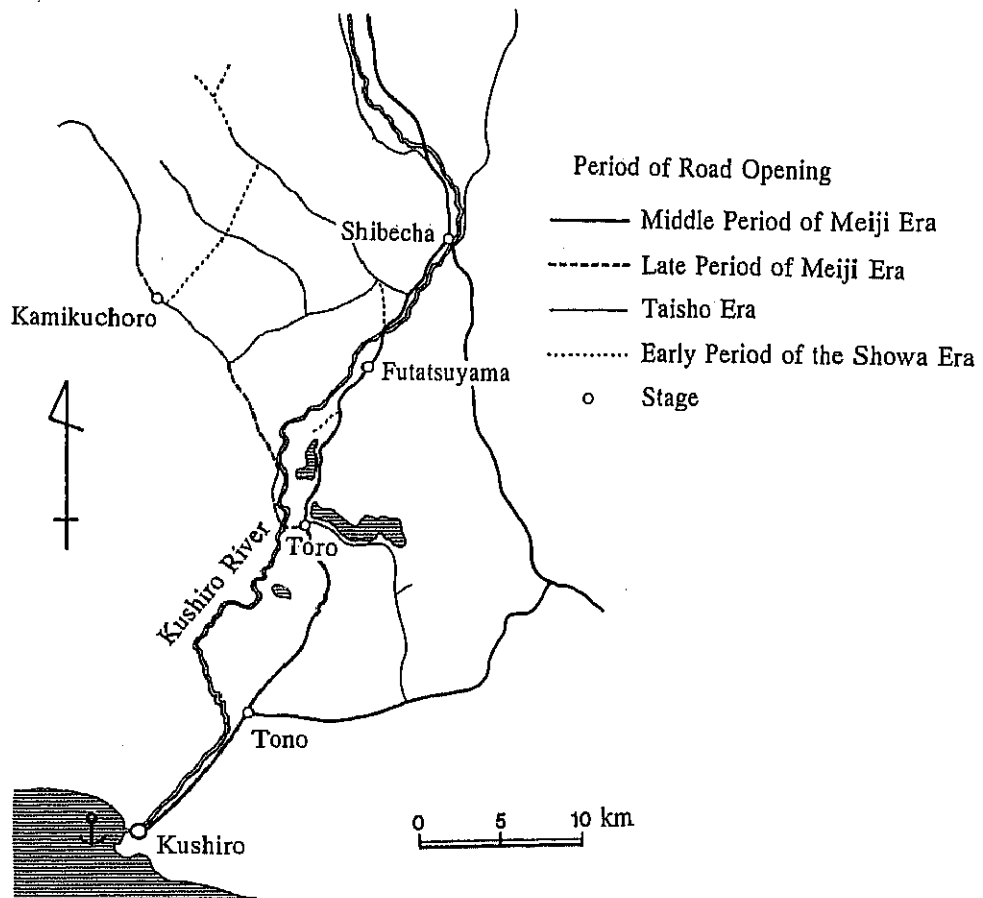 Period of Road Opening
Middle Period of Meiji Era
Late Period of Meiji Era
Taisho Era
Early Period of the Showa Era
Stage
Shibecha
Kamikuchoro
Futatsuyama
Toro
Kushiro River
Tono
Kushiro
0 5 10 km